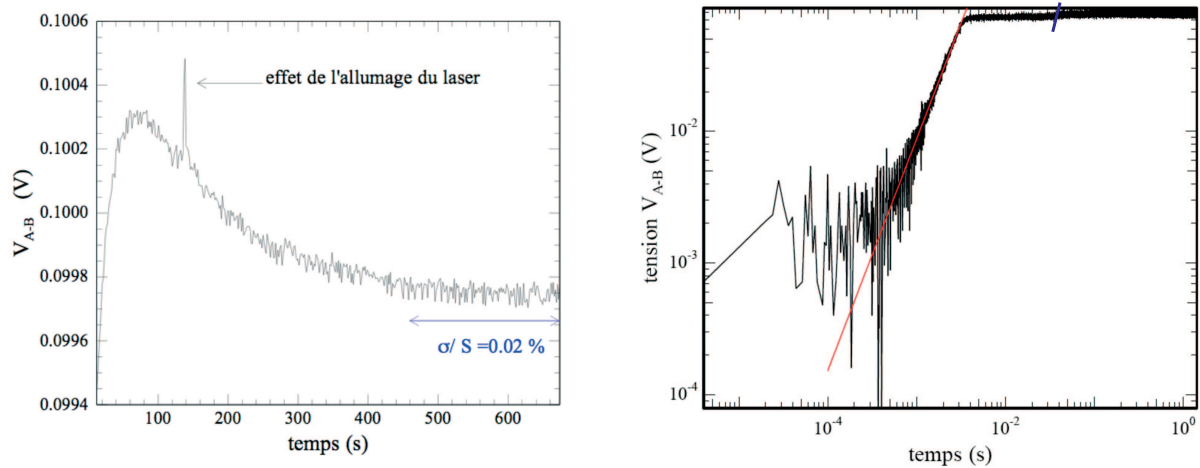 0.1006
0.1004
0.1002
0.1000
0.0998
0.0996
0.0994
V_{A-B} (V)
effet de l'allumage du laser
σ/ S =0.02 %
100 200 300 400 500 600
temps (s)
10^{-2}
10^{-3}
10^{-4}
tension V_{A-B} (V)
10^{-4} 10^{-2} 10^{0}
temps (s)